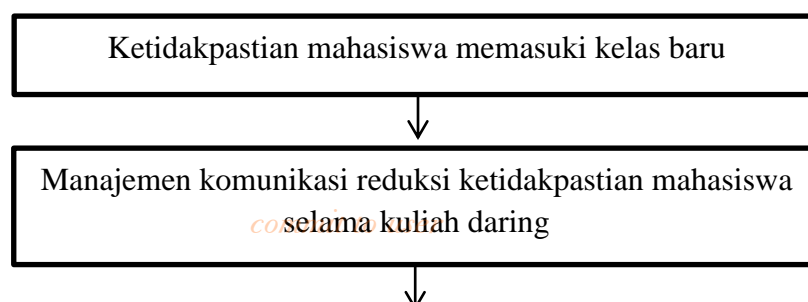 Ketidakpastian mahasiswa memasuki kelas baru
Manajemen komunikasi reduksi ketidakpastian mahasiswa
selama kuliah daring